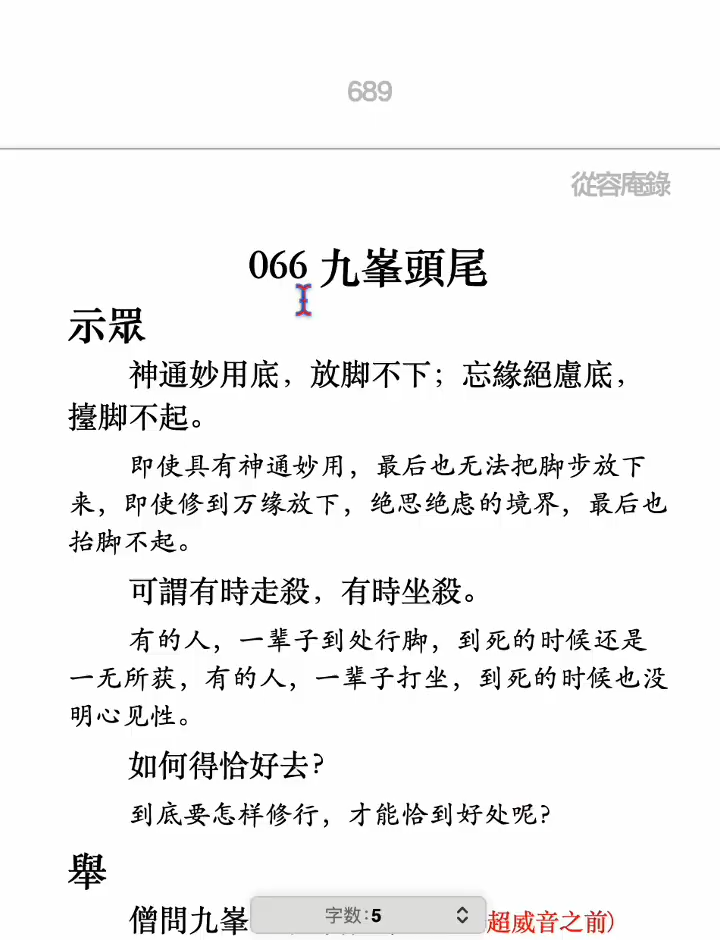 689
從容庵錄
066 九峯頭尾
示眾
神通妙用底，放脚不下；忘緣絕慮底，
擡脚不起。
即使具有神通妙用，最后也无法把脚步放下
来，即使修到万缘放下，绝思绝虑的境界，最后也
抬脚不起。
可謂有時走殺，有時坐殺。
有的人，一辈子到处行脚，到死的时候还是
一无所获，有的人，一辈子打坐，到死的时候也没
明心见性。
如何得恰好去？
到底要怎样修行，才能恰到好处呢？
舉
僧問九峯
超威音之前）
字数：5